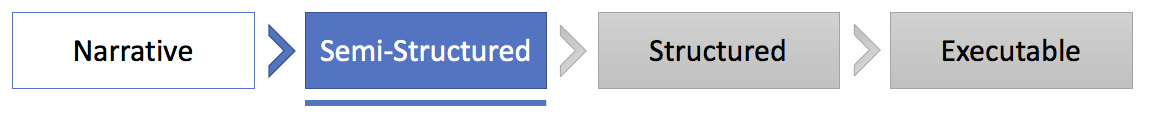 Narrative
Semi-Structured
Structured
Executable